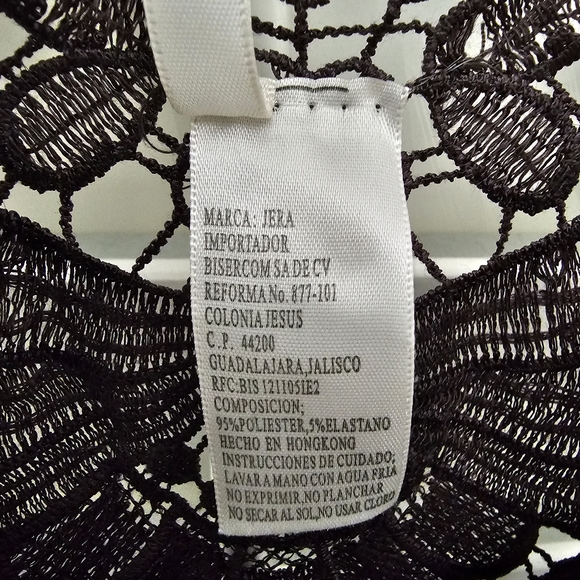 MARCA: JERA
IMPORTADOR
BISERCOM SA DE CV
REFORMA No. 877-101
COLONIA JESUS
C.P. 44200
GUADALAJARA,JALISCO
RFC:BIS 1211051E2
COMPOSICION;
95%POLIESTER,5%ELASTANO
HECHO EN HONGKONG
INSTRUCCIONES DE CUIDADO;
LAVAR A MANO CON AGUA FRIA
NO EXPRIMIR,NO PLANCHAR
NO SECAR AL SOL,NO USAR CLORO